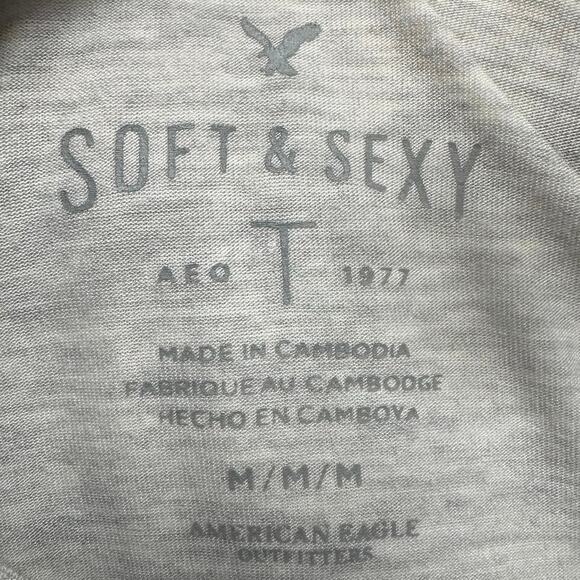 SOFT & SEXY
T
AEO 1977
MADE IN CAMBODIA
FABRIQUE AU CAMBODGE
HECHO EN CAMBOYA
M/M/M
AMERICAN EAGLE
OUTFITTERS